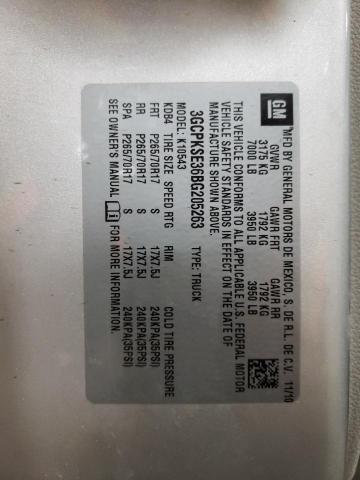 GM
MFD BY GENERAL MOTORS DE MEXICO, S. DE R.L. DE C.V. 11/10
GVWR GAWR FRT GAWR RR
3175 KG 1792 KG 1792 KG
7000 LB 3950 LB 3950 LB
THIS VEHICLE CONFORMS TO ALL APPLICABLE U.S. FEDERAL MOTOR
VEHICLE SAFETY STANDARDS IN EFFECT ON THE DATE OF
MANUFACTURE SHOWN ABOVE.
3GCPKSE36BG205263 TYPE: TRUCK
MODEL: K10543
KDB4 TIRE SIZE SPEED RTG RIM COLD TIRE PRESSURE
FRT P265/70R17 S 17X7.5J 240KPA(35PSI)
RR P265/70R17 S 17X7.5J 240KPA(35PSI)
SPA P265/70R17 S 17X7.5J 240KPA(35PSI)
SEE OWNER'S MANUAL FOR MORE INFORMATION.